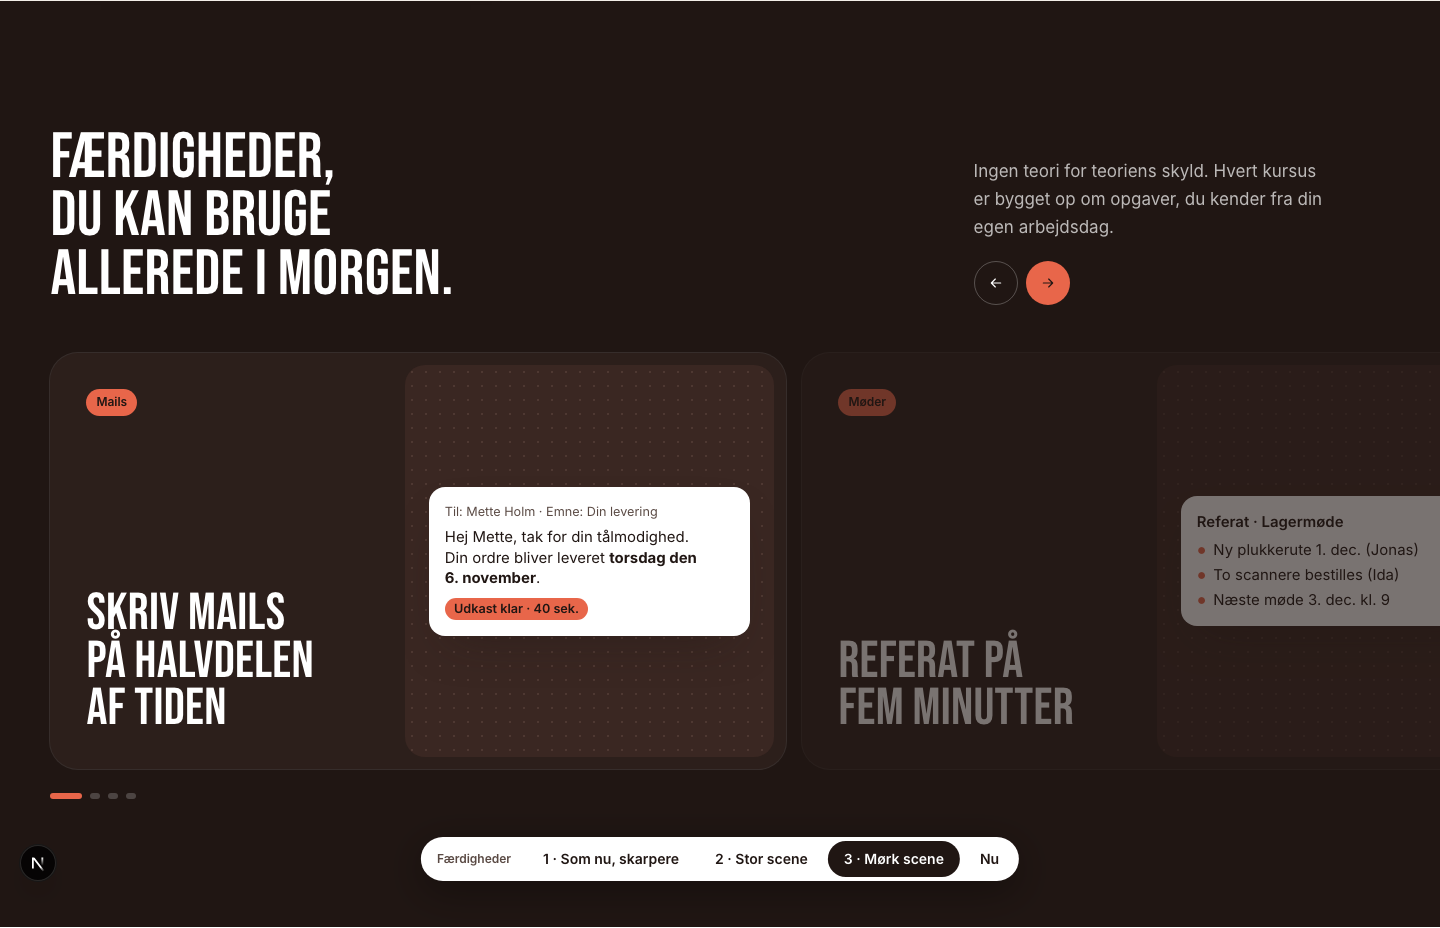 FÆRDIGHEDER,
DU KAN BRUGE
ALLEREDE I MORGEN.
Ingen teori for teoriens skyld. Hvert kursus
er bygget op om opgaver, du kender fra din
egen arbejdsdag.
Mails
SKRIV MAILS
PÅ HALVDELEN
AF TIDEN
Til: Mette Holm · Emne: Din levering
Hej Mette, tak for din tålmodighed.
Din ordre bliver leveret torsdag den
6. november.
Udkast klar · 40 sek.
Møder
REFERAT PÅ
FEM MINUTTER
Referat · Lagermøde
Ny plukkerute 1. dec. (Jonas)
To scannere bestilles (Ida)
Næste møde 3. dec. kl. 9
Færdigheder
1 · Som nu, skarpere
2 · Stor scene
3 · Mørk scene
Nu
N